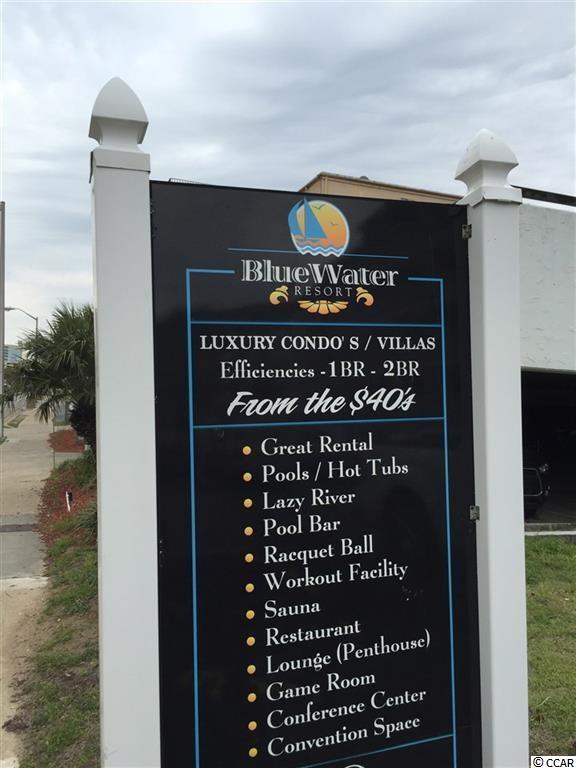 BlueWater
RESORT
LUXURY CONDO'S / VILLAS
Efficiencies - 1BR - 2BR
From the $40's
Great Rental
Pools / Hot Tubs
Lazy River
Pool Bar
Racquet Ball
Workout Facility
Sauna
Restaurant
Lounge (Penthouse)
Game Room
Conference Center
Convention Space
© CCAR